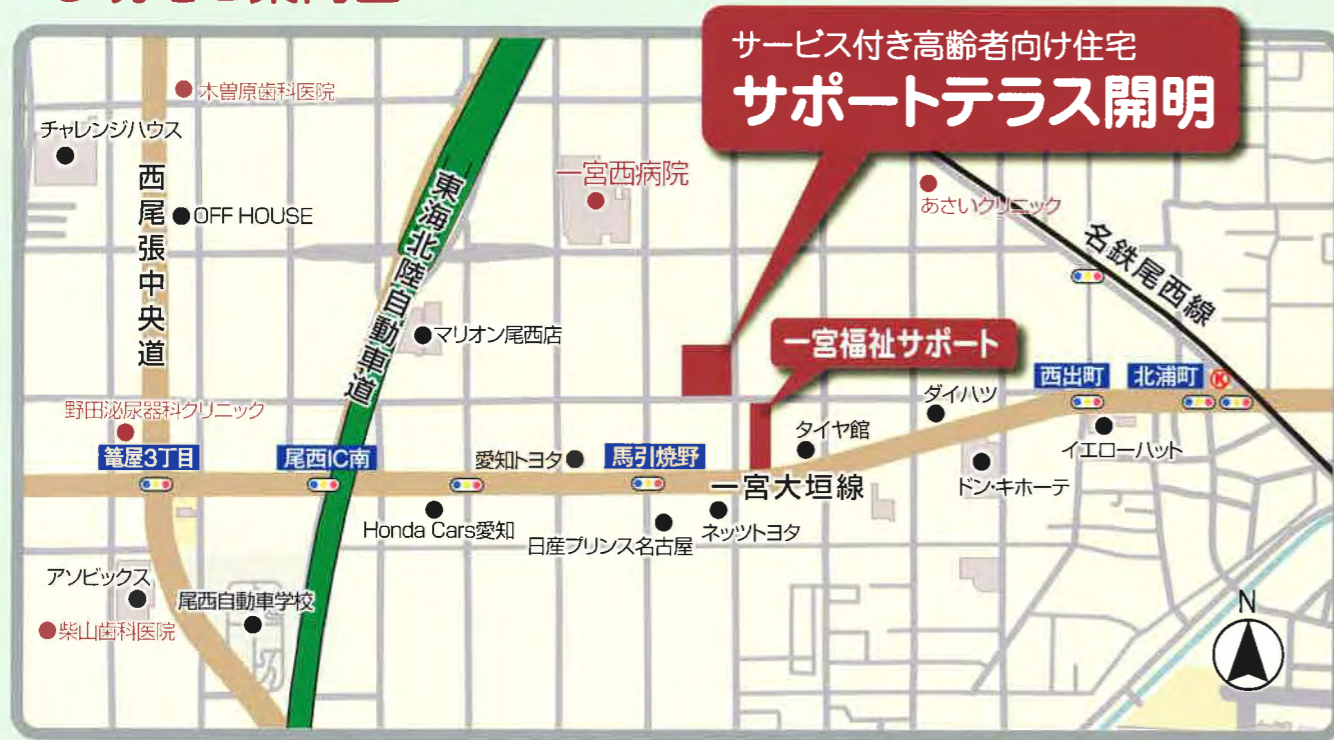 サービス付き高齢者向け住宅
サポートテラス開明
木曽原歯科医院
チャレンジハウス
西尾張中央道
OFF HOUSE
東海北陸自動車道
一宮西病院
あさいクリニック
名鉄尾西線
マリオン尾西店
一宮福祉サポート
西出町
北浦町
K
ダイハツ
野田泌尿器科クリニック
篭屋3丁目
尾西IC南
愛知トヨタ
馬引焼野
タイヤ館
イエローハット
一宮大垣線
ドン・キホーテ
Honda Cars愛知
日産プリンス名古屋
ネッツトヨタ
アソビックス
尾西自動車学校
柴山歯科医院
N